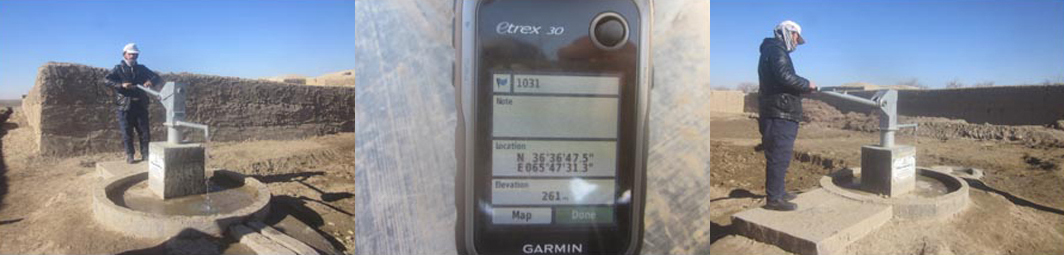 etrex 30
1031
Note
Location
N 36°36'47.5"
E065°47'31.3"
Elevation
261
Map
Done
GARMIN